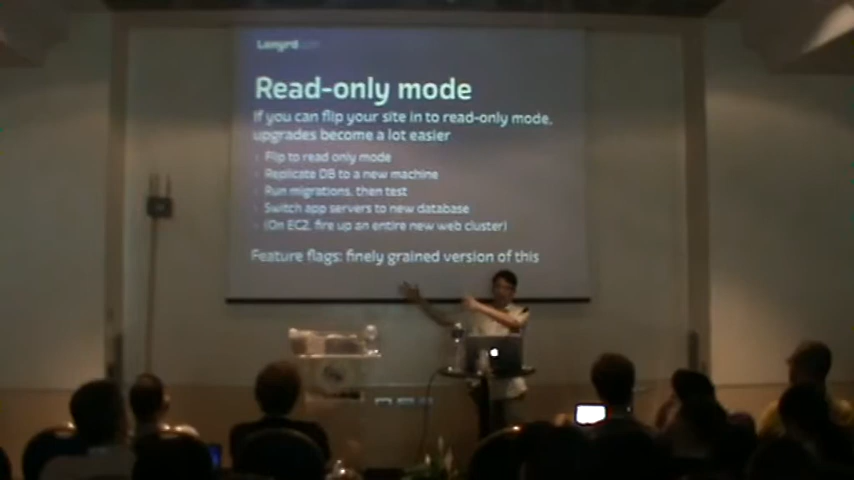 Lanyrd
Read-only mode
If you can flip your site in to read-only mode,
upgrades become a lot easier
Flip to read only mode
Replicate DB to a new machine
Run migrations, then test
Switch app servers to new database
(On EC2, fire up an entire new web cluster)
Feature flags: finely grained version of this